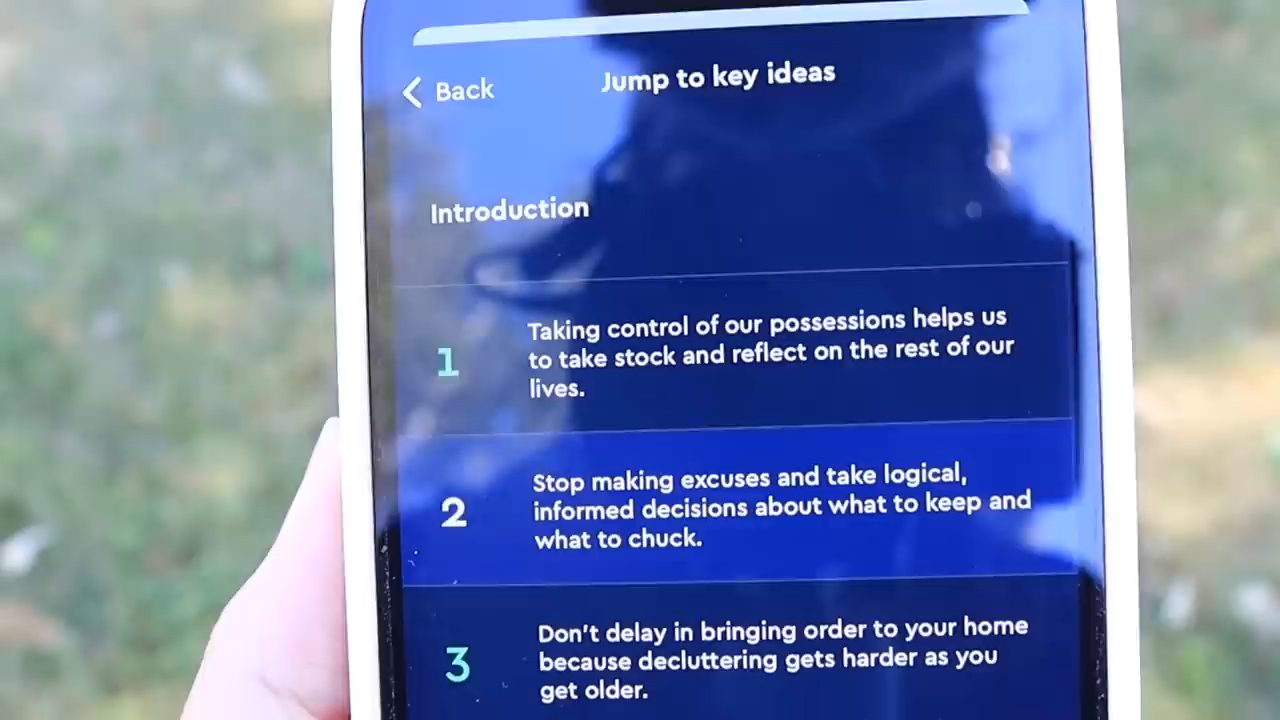 Back
Jump to key ideas
Introduction
1
Taking control of our possessions helps us
to take stock and reflect on the rest of our
lives.
2
Stop making excuses and take logical,
informed decisions about what to keep and
what to chuck.
3
Don't delay in bringing order to your home
because decluttering gets harder as you
get older.